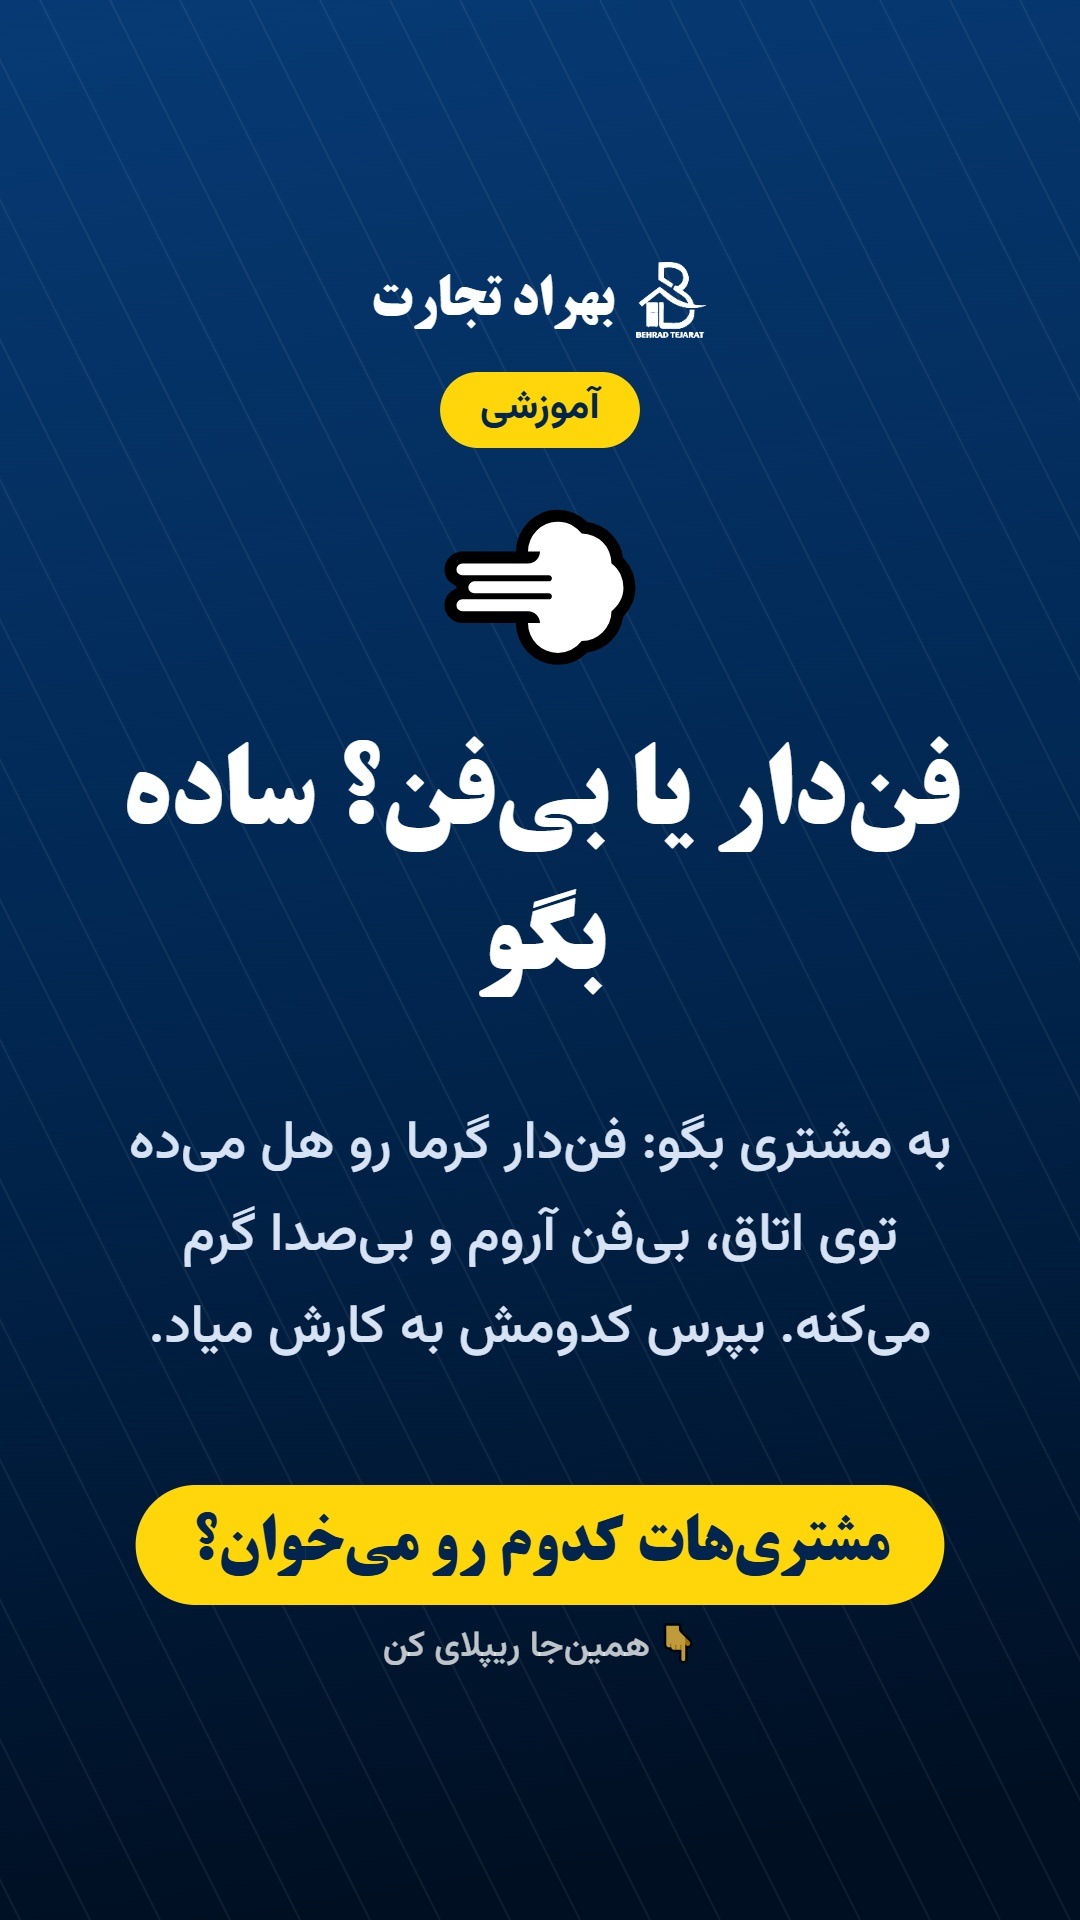 بهراد تجارت
BEHRAD TEJARAT
آموزشی
فن‌دار یا بی‌فن؟ ساده
بگو
به مشتری بگو: فن‌دار گرما رو هل می‌ده
توی اتاق، بی‌فن آروم و بی‌صدا گرم
می‌کنه. بپرس کدومش به کارش میاد.
مشتری‌هات کدوم رو می‌خوان؟
👇 همین‌جا ریپلای کن